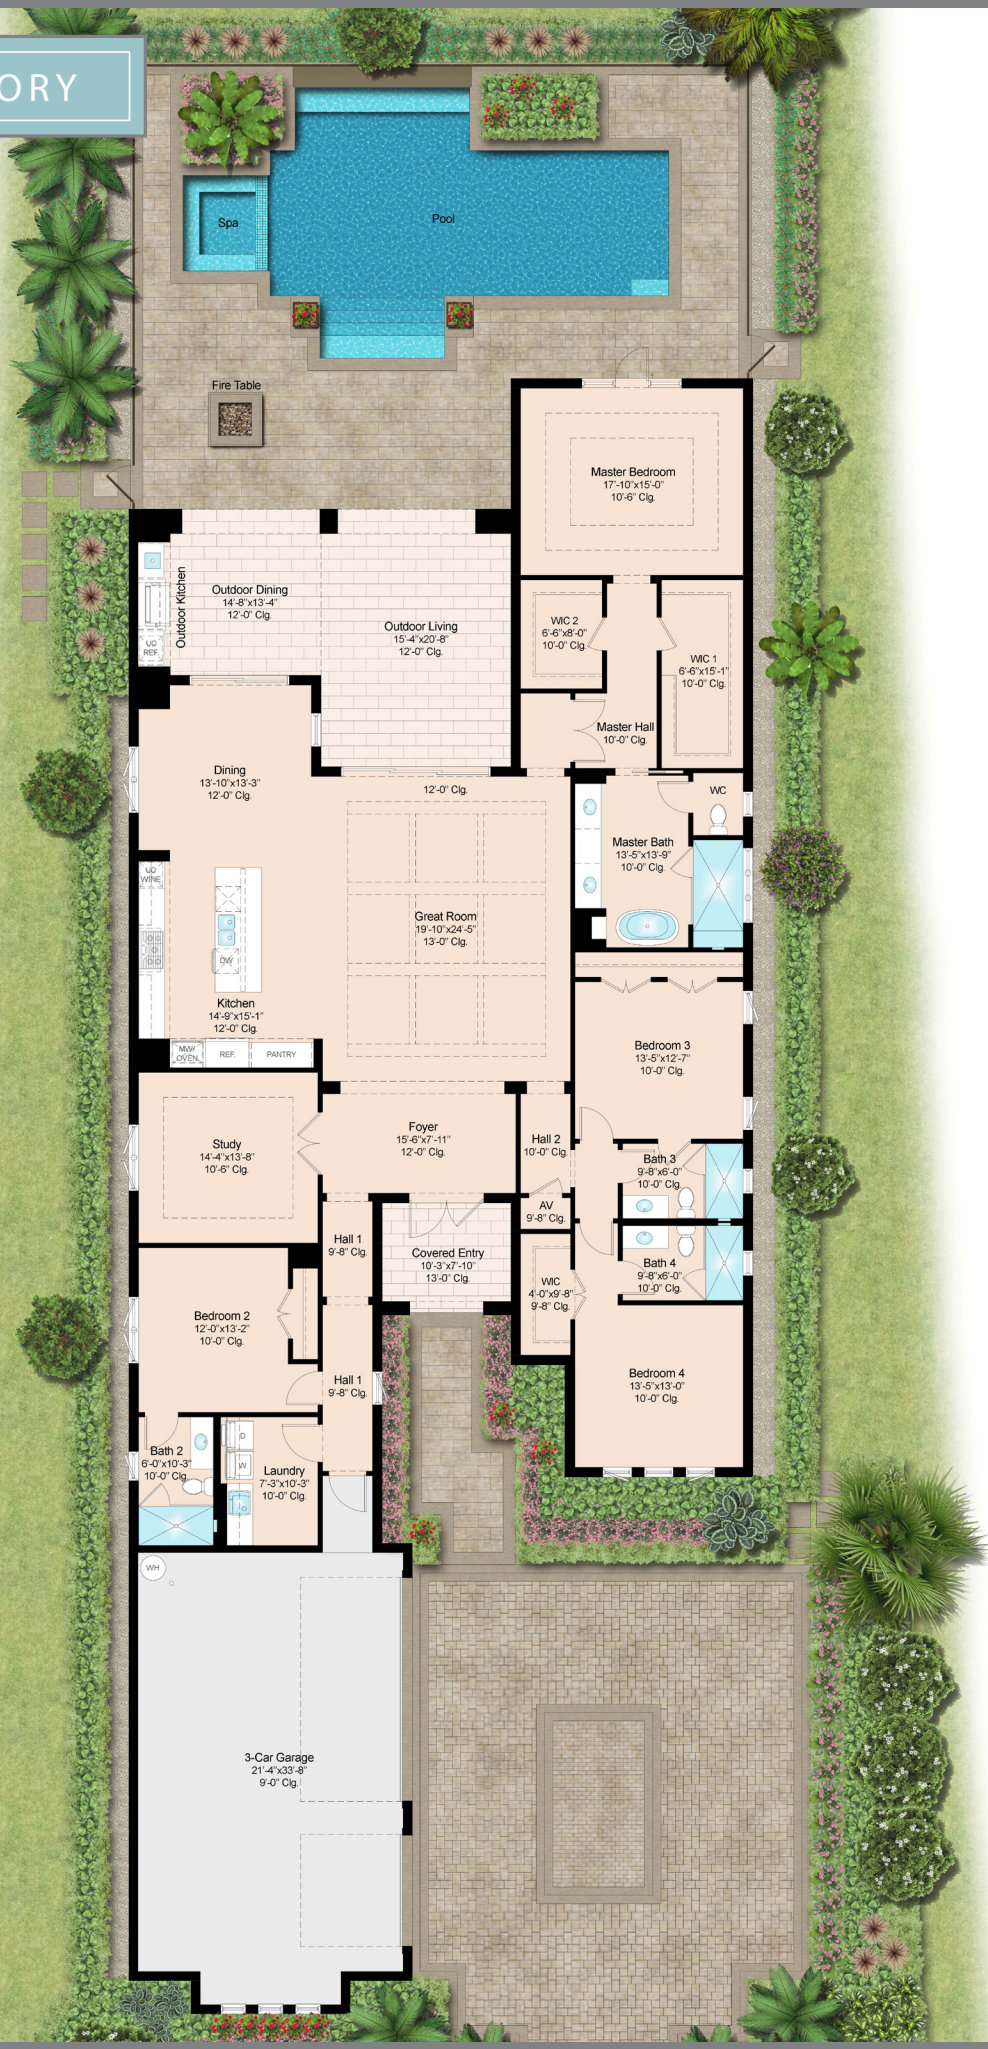 ORY
Spa
Pool
Fire Table
Master Bedroom
17'-10"x15'-0"
10'-6" Clg.
Outdoor Kitchen
UC
REF.
Outdoor Dining
14'-8"x13'-4"
12'-0" Clg.
Outdoor Living
15'-4"x20'-8"
12'-0" Clg.
WIC 2
6'-6"x8'-0"
10'-0" Clg.
WIC 1
6'-6"x15'-1"
10'-0" Clg.
Master Hall
10'-0" Clg.
Dining
13'-10"x13'-3"
12'-0" Clg.
12'-0" Clg.
WC
Master Bath
13'-5"x13'-9"
10'-0" Clg.
UC
WINE
DW
Great Room
19'-10"x24'-5"
13'-0" Clg.
Kitchen
14'-9"x15'-1"
12'-0" Clg.
MW
OVEN
REF.
PANTRY
Bedroom 3
13'-5"x12'-7"
10'-0" Clg.
Study
14'-4"x13'-8"
10'-6" Clg.
Foyer
15'-6"x7'-11"
12'-0" Clg.
Hall 2
10'-0" Clg.
Bath 3
9'-8"x6'-0"
10'-0" Clg.
AV
9'-8" Clg.
Hall 1
9'-8" Clg.
Covered Entry
10'-3"x7'-10"
13'-0" Clg.
WIC
4'-0"x9'-8"
9'-8" Clg.
Bath 4
9'-8"x6'-0"
10'-0" Clg.
Bedroom 2
12'-0"x13'-2"
10'-0" Clg.
Hall 1
9'-8" Clg.
Bedroom 4
13'-5"x13'-0"
10'-0" Clg.
Bath 2
6'-0"x10'-3"
10'-0" Clg.
D
W
Laundry
7'-3"x10'-3"
10'-0" Clg.
WH
3-Car Garage
21'-4"x33'-8"
9'-0" Clg.